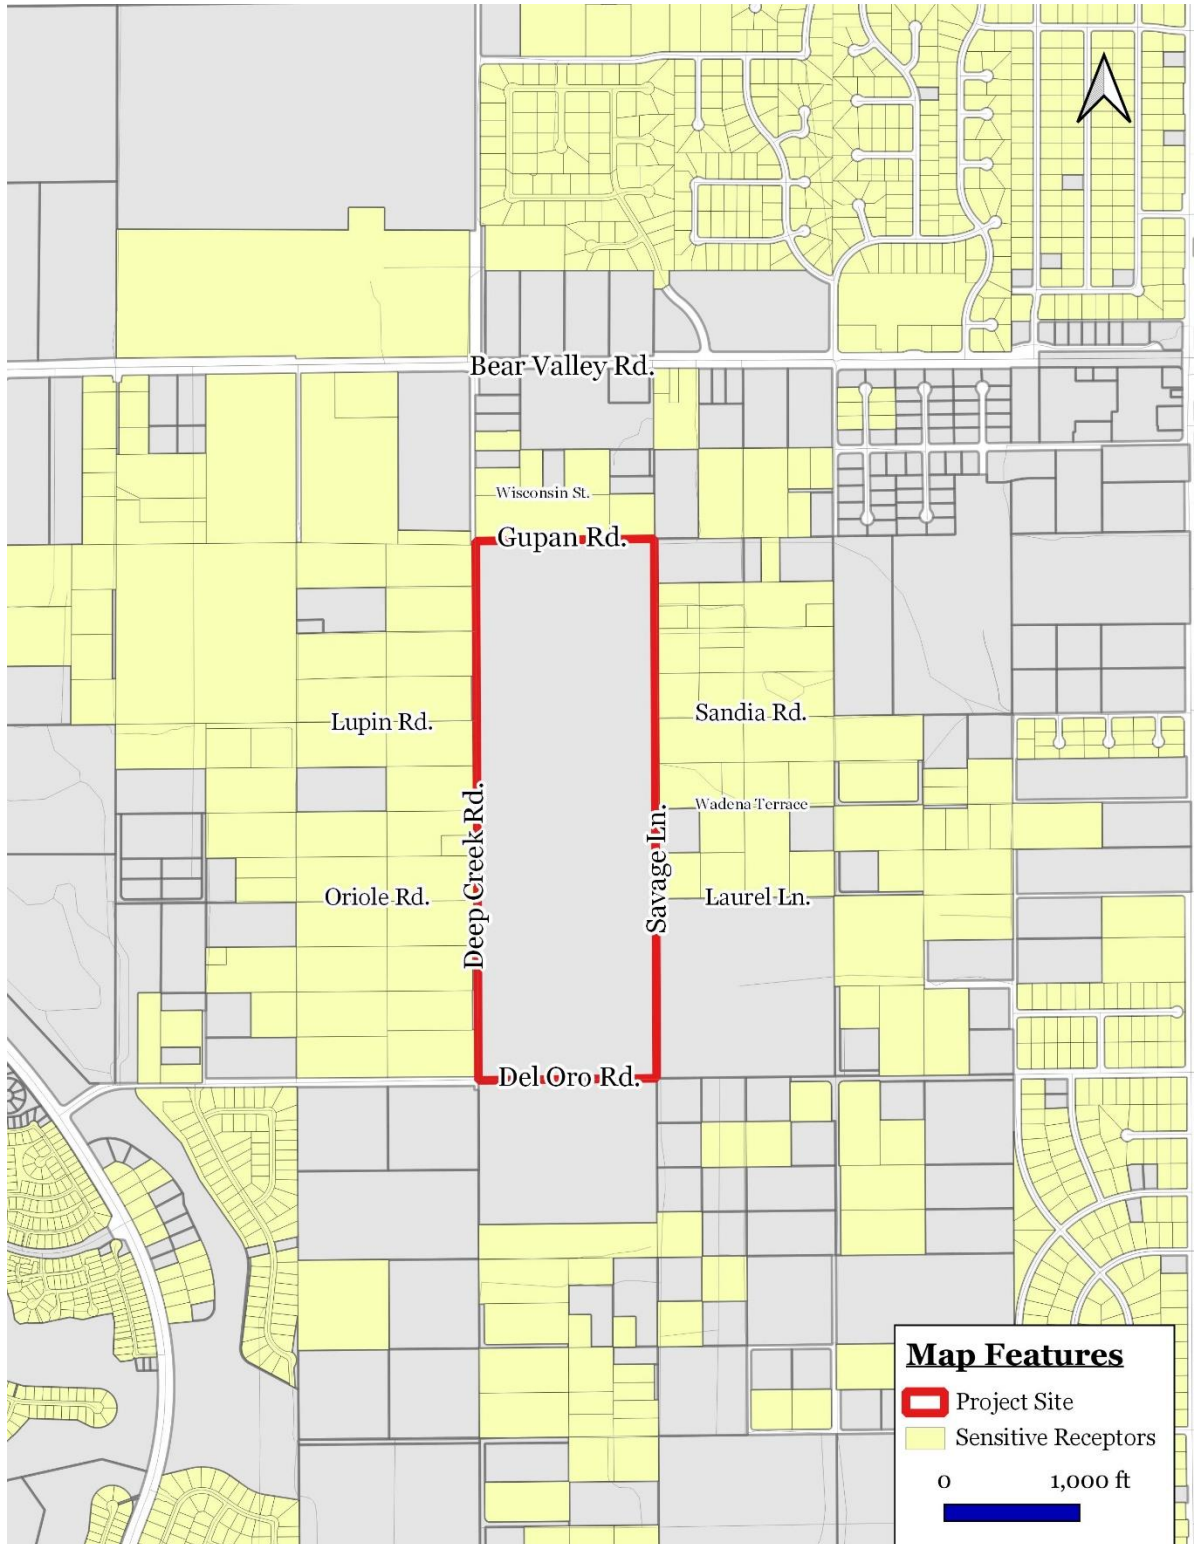 Bear Valley Rd.
Wisconsin St.
Gupan Rd.
Lupin Rd.
Sandia Rd.
Deep Creek Rd.
Savage Ln.
Wadena Terrace
Oriole Rd.
Laurel Ln.
Del Oro Rd.
Map Features
Project Site
Sensitive Receptors
0 1,000 ft